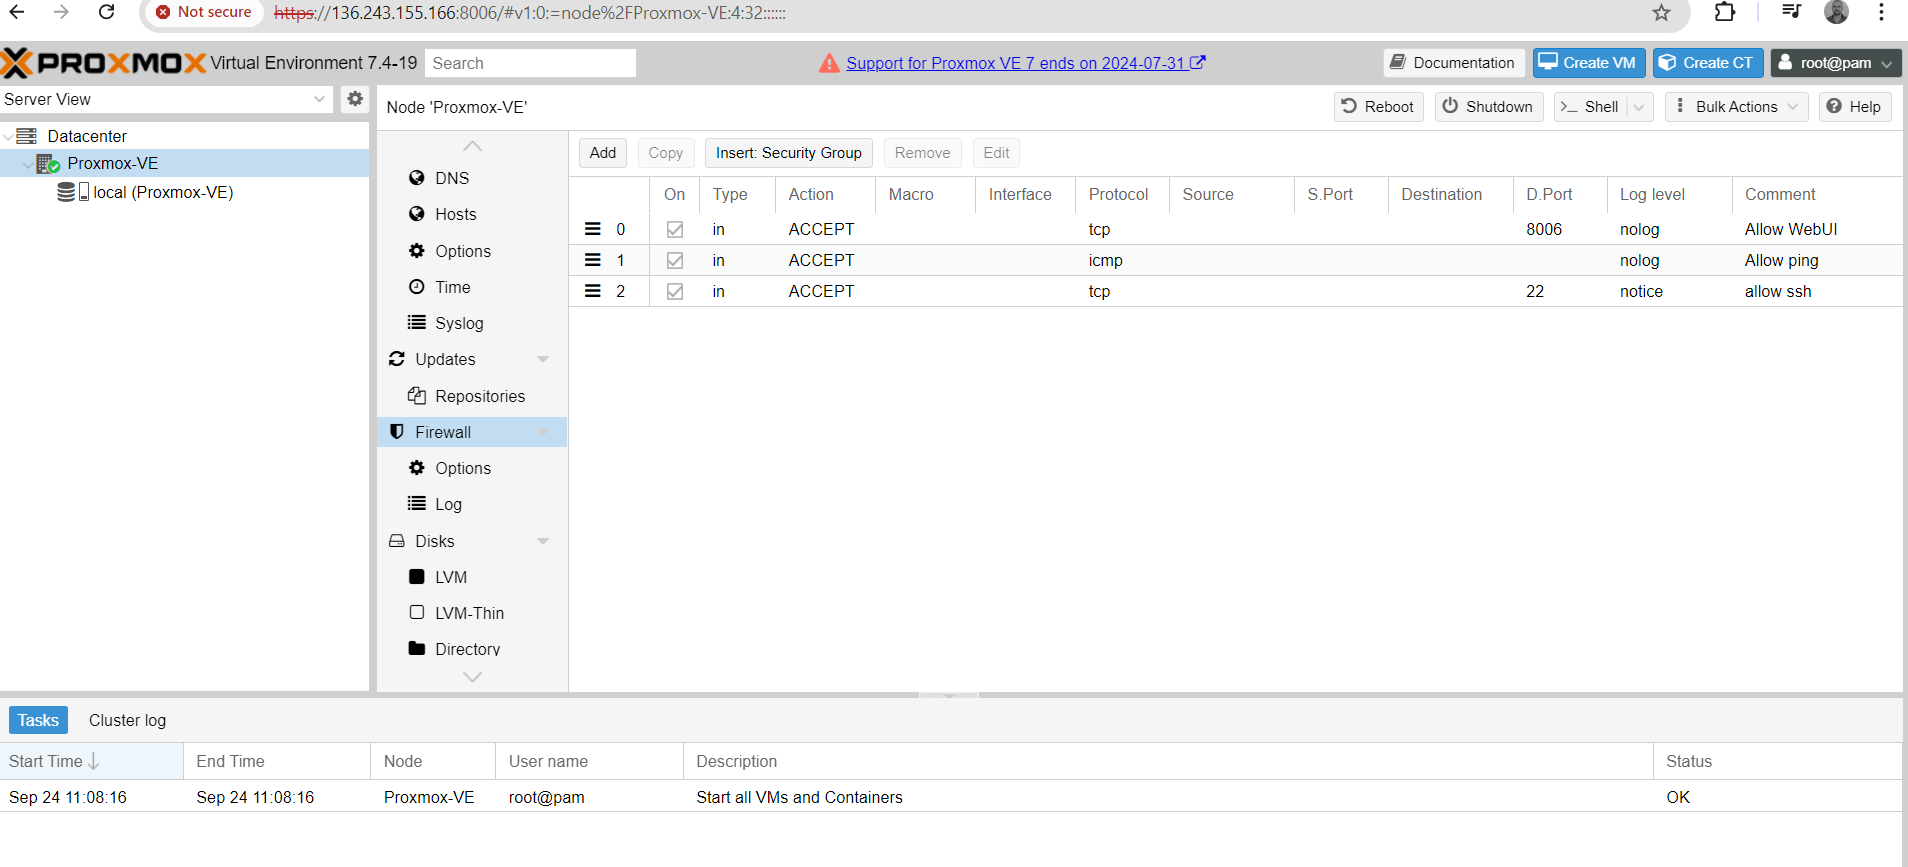 Not secure https://136.243.155.166:8006/#v1:0:=node%2FProxmox-VE:4:32::::::
PROXMOX Virtual Environment 7.4-19 Search Support for Proxmox VE 7 ends on 2024-07-31 Documentation Create VM Create CT root@pam
Server View
Node 'Proxmox-VE' Reboot Shutdown >_ Shell Bulk Actions Help
Datacenter
Proxmox-VE
local (Proxmox-VE)
DNS
Hosts
Options
Time
Syslog
Updates
Repositories
Firewall
Options
Log
Disks
LVM
LVM-Thin
Directory
Add Copy Insert: Security Group Remove Edit
On Type Action Macro Interface Protocol Source S.Port Destination D.Port Log level Comment
0 in ACCEPT tcp 8006 nolog Allow WebUI
1 in ACCEPT icmp nolog Allow ping
2 in ACCEPT tcp 22 notice allow ssh
Tasks Cluster log
Start Time End Time Node User name Description Status
Sep 24 11:08:16 Sep 24 11:08:16 Proxmox-VE root@pam Start all VMs and Containers OK